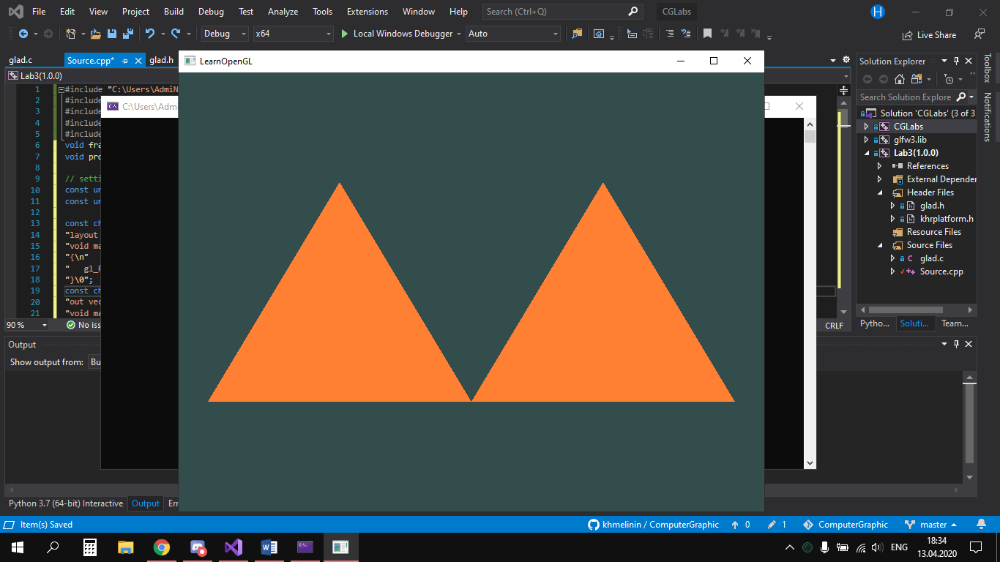 File Edit View Project Build Debug Test Analyze Tools Extensions Window Help Search (Ctrl+Q) CGLabs H
Debug x64 Local Windows Debugger Auto Live Share
glad.c Source.cpp* glad.h
LearnOpenGL
Solution Explorer
Toolbox
Notifications
Lab3(1.0.0)
Search Solution Explore
1 #include "C:\Users\AdmiN
2 #include
3 #include
4 #include
5 #include
6 void fra
7 void pro
8
9 // setti
10 const un
11 const un
12
13 const ch
14 "layout
15 "void ma
16 "{\n"
17 " gl_P
18 "}\0";
19 const ch
20 "out vec
21 "void ma
C:\Users\Admi
Solution 'CGLabs' (3 of 3
CGLabs
glfw3.lib
Lab3(1.0.0)
References
External Dependen
Header Files
glad.h
khrplatform.h
Resource Files
Source Files
glad.c
Source.cpp
90 % No iss CRLF
Pytho... Soluti... Team...
Output
Show output from: Bu
Python 3.7 (64-bit) Interactive Output Err
Item(s) Saved khmelinin / ComputerGraphic 0 1 ComputerGraphic master
ENG 18:34
13.04.2020